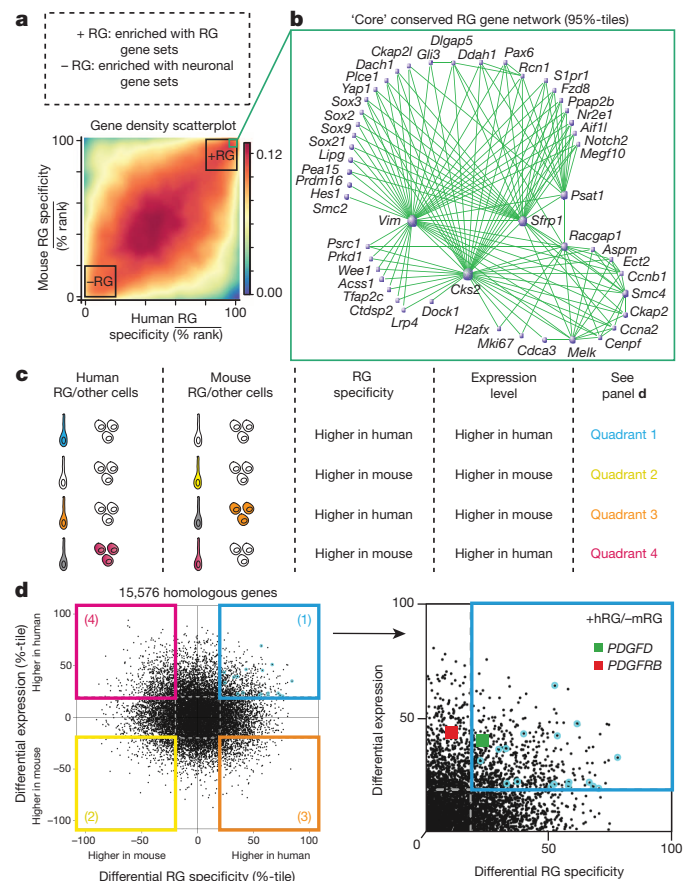 a
+ RG: enriched with RG
gene sets
– RG: enriched with neuronal
gene sets
Gene density scatterplot
100
0
Mouse RG specificity
(% rank)
+RG
–RG
0
100
Human RG
specificity (% rank)
0.12
0.00
b
'Core' conserved RG gene network (95%-tiles)
Dlgap5
Ckap2l
Gli3
Ddah1
Pax6
Dach1
Rcn1
Plce1
S1pr1
Yap1
Fzd8
Sox3
Ppap2b
Sox2
Nr2e1
Sox9
Aif1l
Sox21
Notch2
Lipg
Megf10
Pea15
Prdm16
Hes1
Psat1
Smc2
Vim
Sfrp1
Racgap1
Psrc1
Aspm
Prkd1
Ect2
Wee1
Ccnb1
Acss1
Cks2
Smc4
Tfap2c
Ckap2
Ctdsp2
Dock1
Ccna2
Lrp4
H2afx
Cenpf
Mki67
Melk
Cdca3
c
Human
RG/other cells
Mouse
RG/other cells
RG
specificity
Expression
level
See
panel d
Higher in human
Higher in human
Quadrant 1
Higher in mouse
Higher in mouse
Quadrant 2
Higher in human
Higher in mouse
Quadrant 3
Higher in mouse
Higher in human
Quadrant 4
d
15,576 homologous genes
Differential expression (%-tile)
Higher in mouse
Higher in human
100
50
0
−50
−100
(4)
(1)
(2)
(3)
−100
−50
0
50
100
Higher in mouse
Higher in human
Differential RG specificity (%-tile)
100
50
0
Differential expression
+hRG/–mRG
PDGFD
PDGFRB
0
100
Differential RG specificity